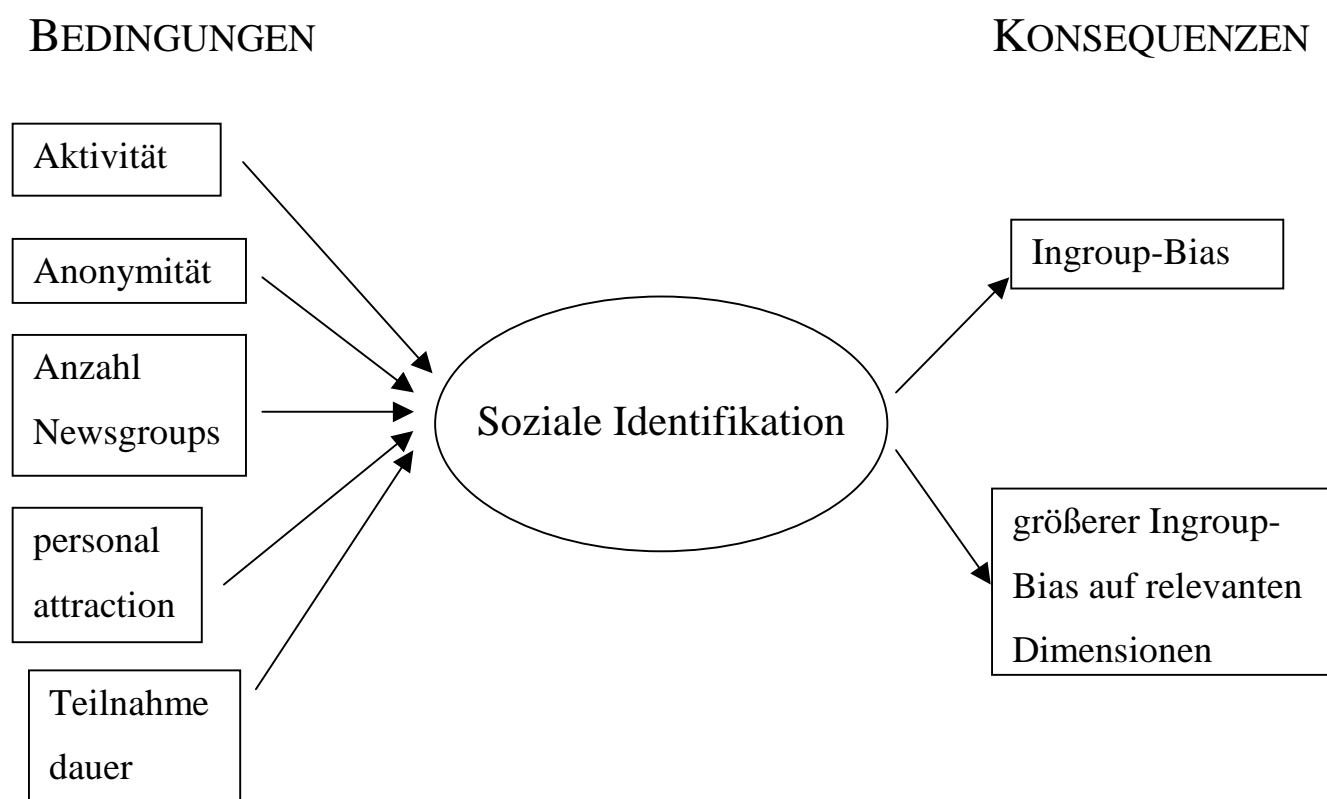 BEDINGUNGEN
KONSEQUENZEN
Aktivität
Anonymität
Anzahl
Newsgroups
personal
attraction
Teilnahme
dauer
Soziale Identifikation
Ingroup-Bias
größerer Ingroup-
Bias auf relevanten
Dimensionen